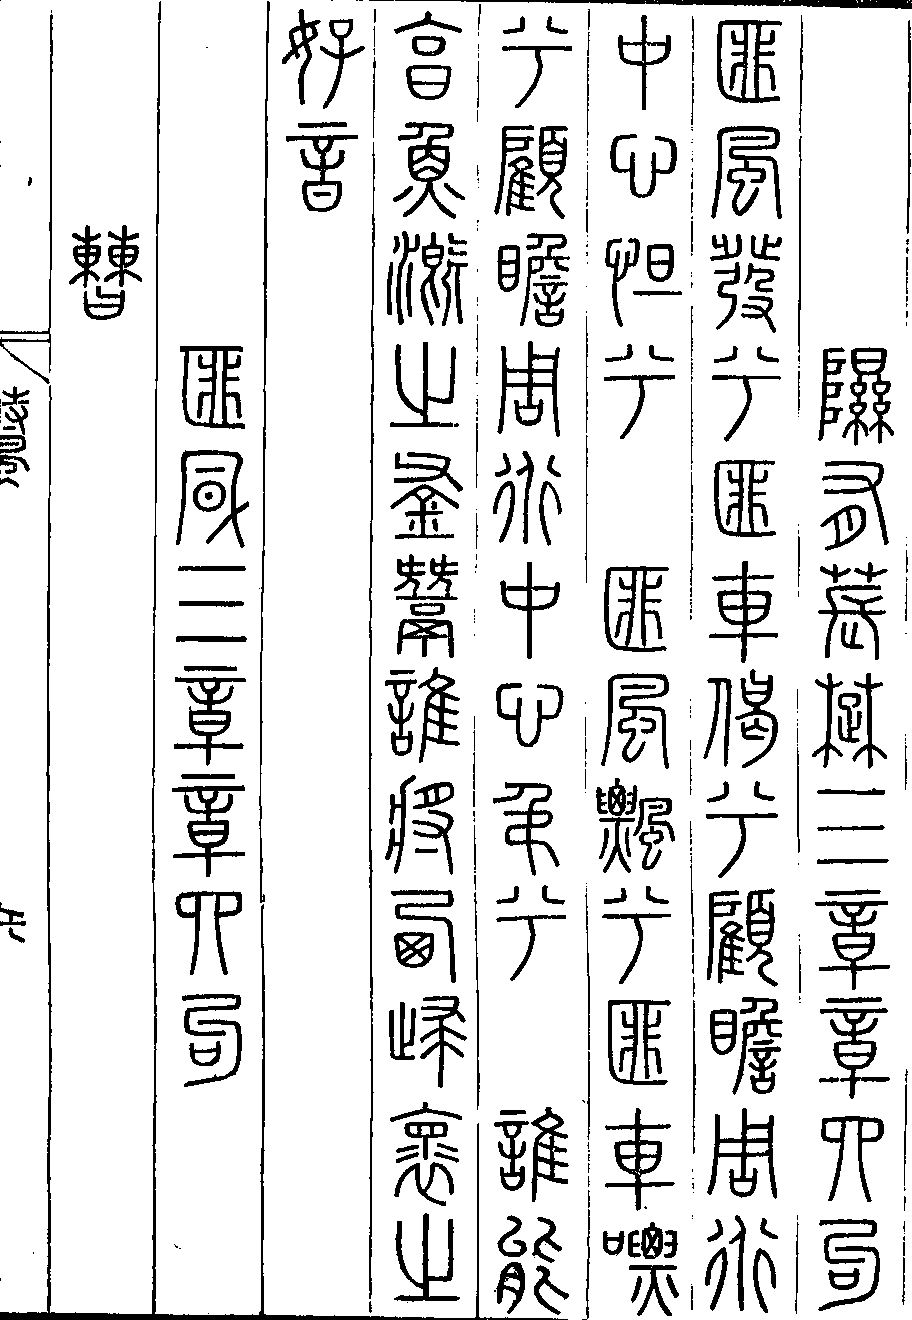 隰有萇楚三章章四句
匪風發兮匪車偈兮顧瞻周道
中心怛兮　匪風飄兮匪車嘌
兮顧瞻周道中心弔兮　誰能
亨魚溉之釜鬵誰將西歸懷之
好音
匪風三章章四句
曹